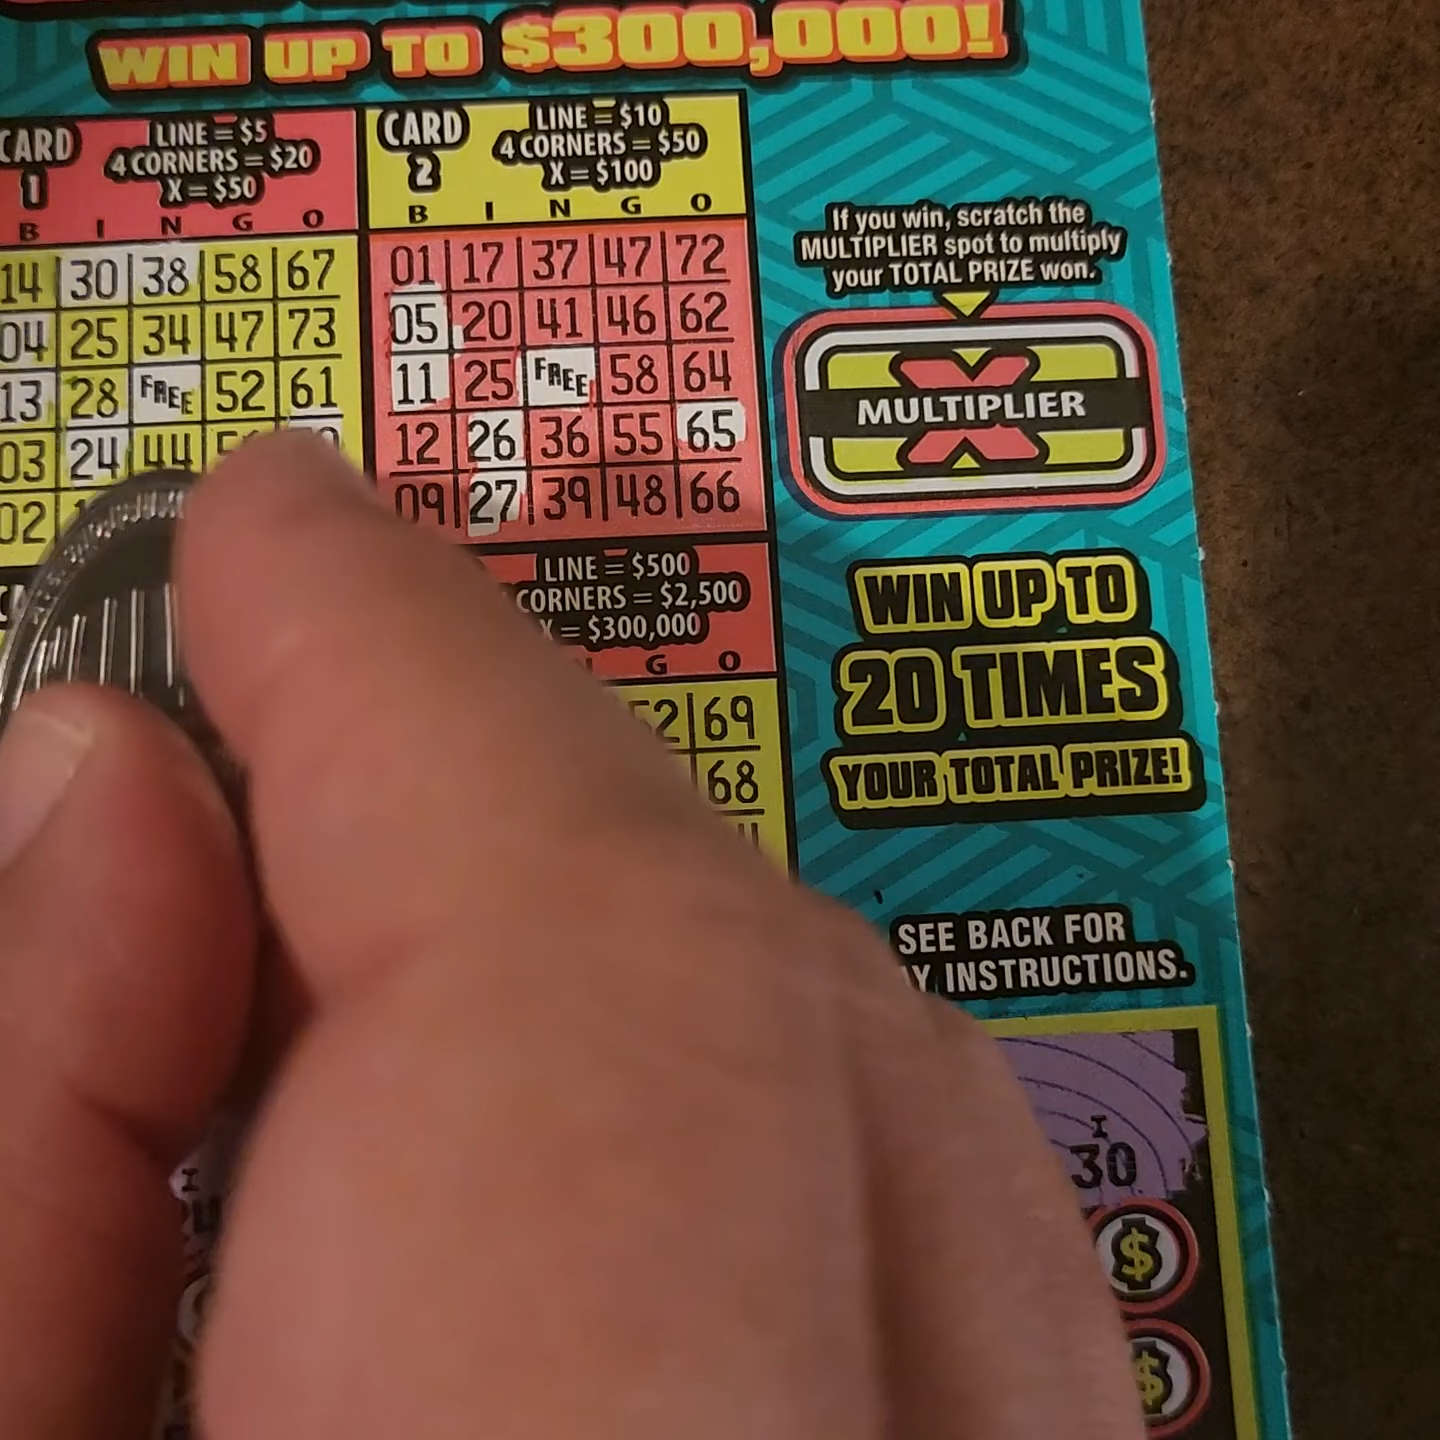 WIN UP TO $300,000!
CARD 1
LINE = $5
4 CORNERS = $20
X = $50
B I N G O
14 30 38 58 67
04 25 34 47 73
13 28 FREE 52 61
03 24 44
02
CARD 2
LINE = $10
4 CORNERS = $50
X = $100
B I N G O
01 17 37 47 72
05 20 41 46 62
11 25 FREE 58 64
12 26 36 55 65
09 27 39 48 66
LINE = $500
CORNERS = $2,500
X = $300,000
G O
69
68
If you win, scratch the
MULTIPLIER spot to multiply
your TOTAL PRIZE won.
X
MULTIPLIER
WIN UP TO
20 TIMES
YOUR TOTAL PRIZE!
SEE BACK FOR
INSTRUCTIONS.
I
30
$
$
I